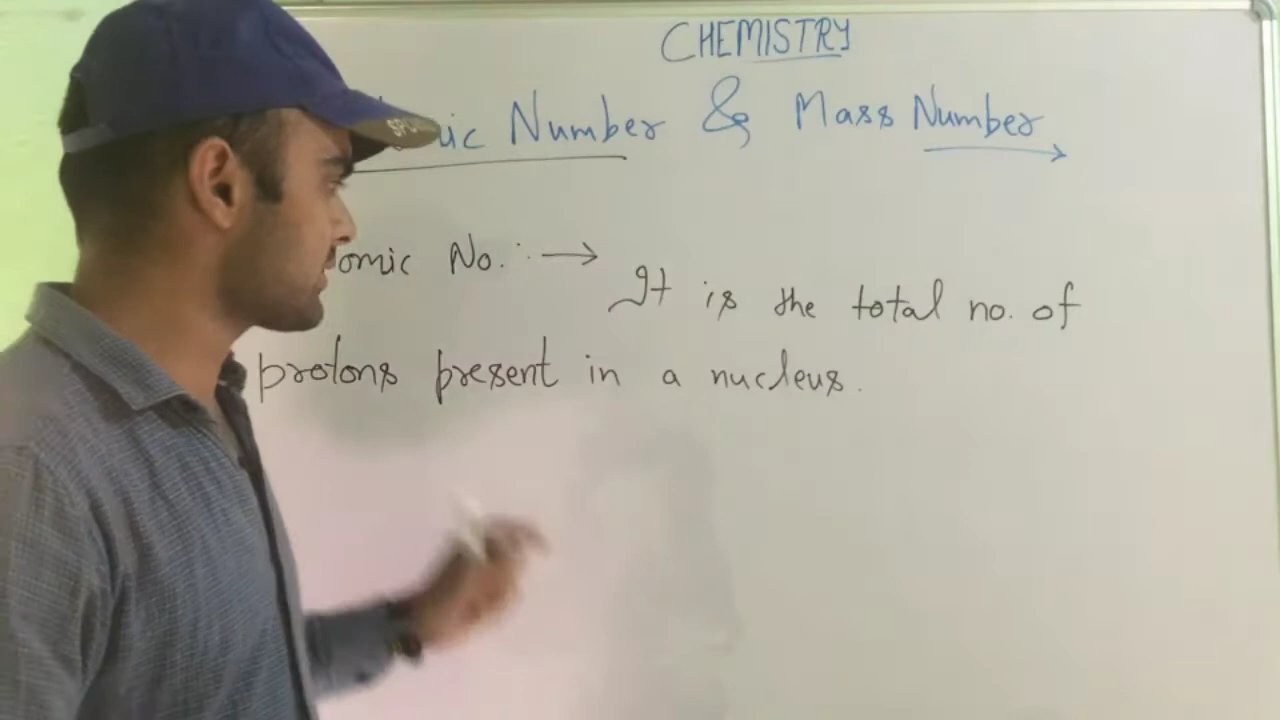 CHEMISTRY
ic Number & Mass Number
omic No. : → It is the total no. of
protons present in a nucleus.